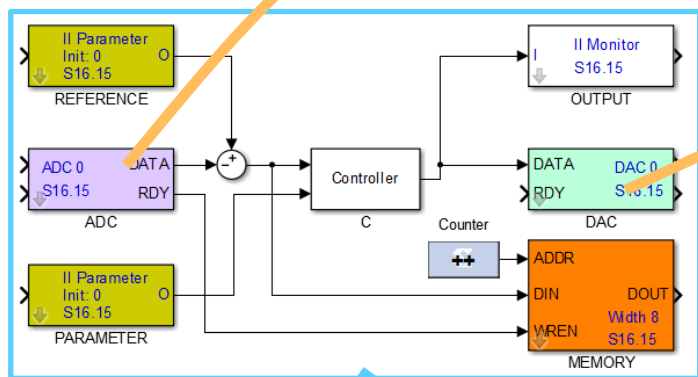 II Parameter
Init: 0
O
S16.15
REFERENCE
II Monitor
I
S16.15
OUTPUT
ADC 0
DATA
S16.15
RDY
ADC
- +
Controller
C
DATA
DAC 0
RDY
S16.15
DAC
Counter
++
II Parameter
Init: 0
O
S16.15
PARAMETER
ADDR
DIN
DOUT
Width 8
WREN
S16.15
MEMORY